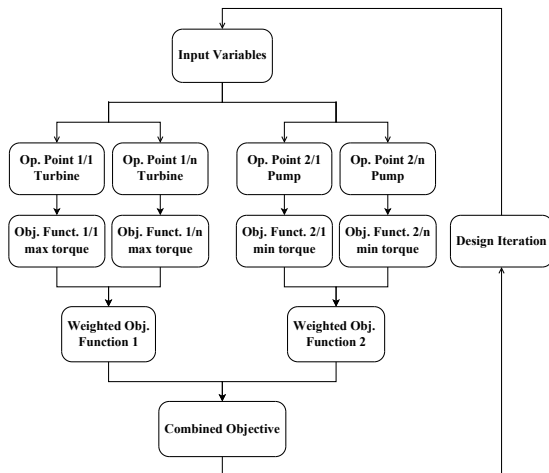 Input Variables
Op. Point 1/1
Turbine
Op. Point 1/n
Turbine
Op. Point 2/1
Pump
Op. Point 2/n
Pump
Obj. Funct. 1/1
max torque
Obj. Funct. 1/n
max torque
Obj. Funct. 2/1
min torque
Obj. Funct. 2/n
min torque
Design Iteration
Weighted Obj.
Function 1
Weighted Obj.
Function 2
Combined Objective